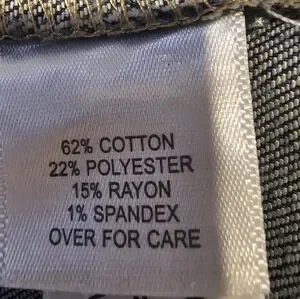 62% COTTON
22% POLYESTER
15% RAYON
1% SPANDEX
OVER FOR CARE